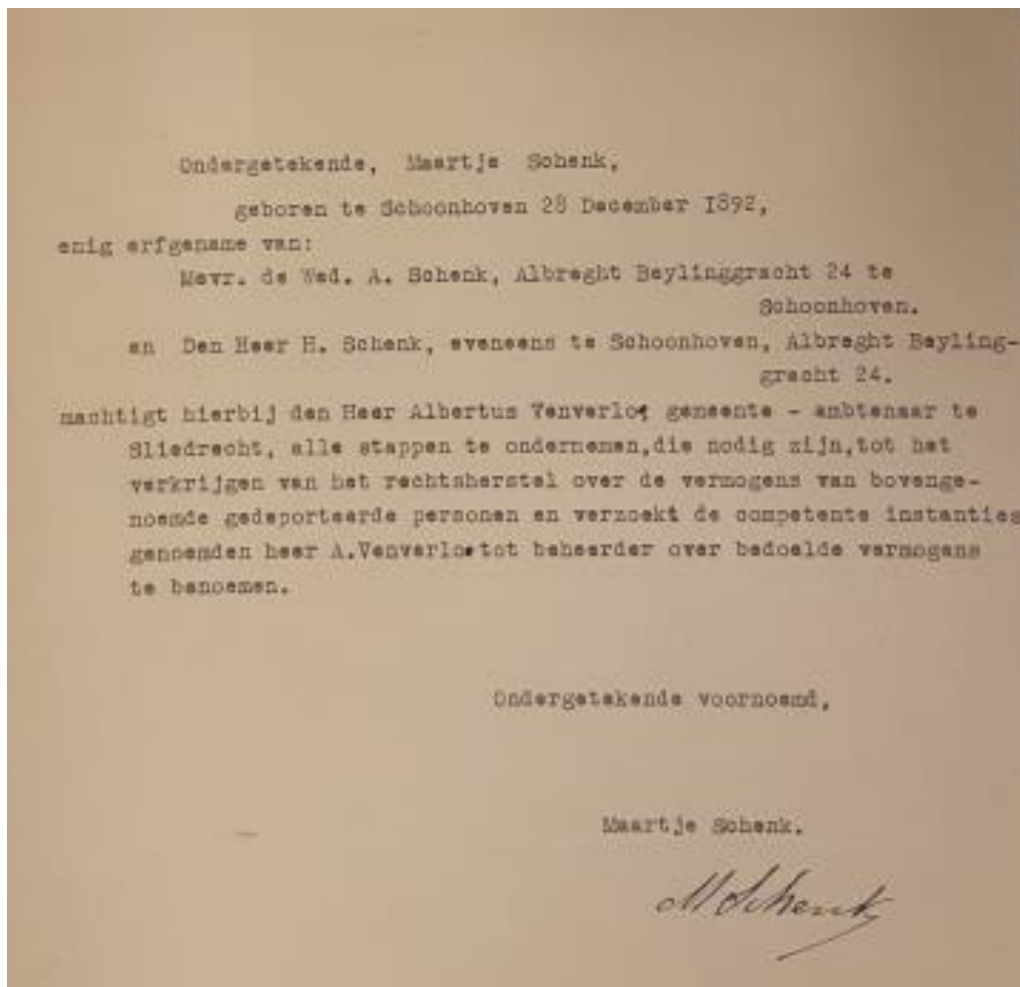 Ondergetekende, Maartje Schenk,
geboren te Schoonhoven 28 December 1892,
enig erfgename van:
Mevr. de Wed. A. Schenk, Albreght Beylinggracht 24 te
Schoonhoven.
en Den Heer H. Schenk, eveneens te Schoonhoven, Albreght Beyling-
gracht 24.
machtigt hierbij den Heer Albertus Venverloo, gemeente - ambtenaar te
Sliedrecht, alle stappen te ondernemen,die nodig zijn,tot het
verkrijgen van het rechtsherstel over de vermogens van bovenge-
noemde gedeporteerde personen en verzoekt de competente instanties
genoemden heer A.Venverloo tot beheerder over bedoelde vermogens
te benoemen.
Ondergetekende voornoemd,
Maartje Schenk.
M Schenk